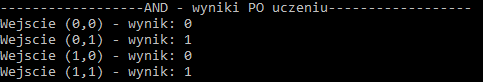 ------------------AND - wyniki PO uczeniu------------------
Wejscie (0,0) - wynik: 0
Wejscie (0,1) - wynik: 1
Wejscie (1,0) - wynik: 0
Wejscie (1,1) - wynik: 1